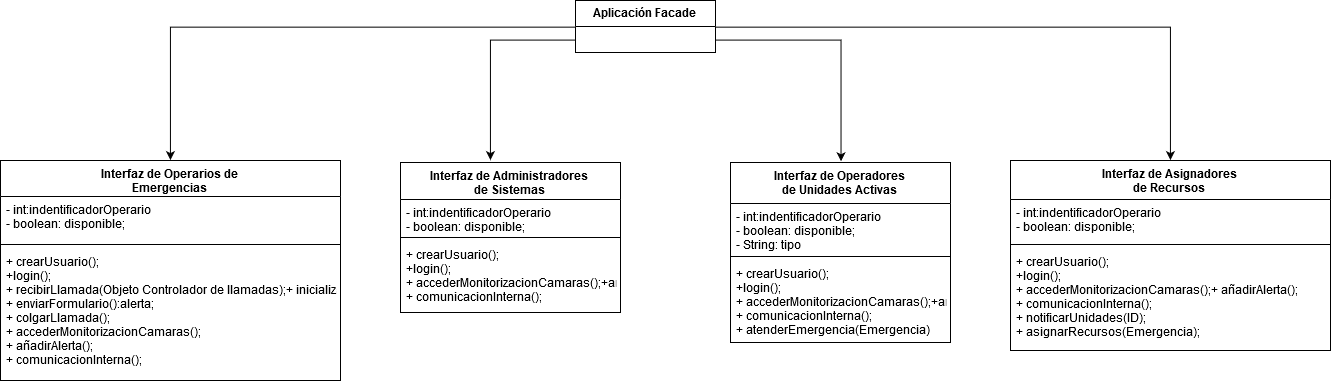 Aplicación Facade
Interfaz de Operarios de
Emergencias
- int:indentificadorOperario
- boolean: disponible;
+ crearUsuario();
+login();
+ recibirLlamada(Objeto Controlador de llamadas);+ inicializ
+ enviarFormulario():alerta;
+ colgarLlamada();
+ accederMonitorizacionCamaras();
+ añadirAlerta();
+ comunicacionInterna();
Interfaz de Administradores
de Sistemas
- int:indentificadorOperario
- boolean: disponible;
+ crearUsuario();
+login();
+ accederMonitorizacionCamaras();+a
+ comunicacionInterna();
Interfaz de Operadores
de Unidades Activas
- int:indentificadorOperario
- boolean: disponible;
- String: tipo
+ crearUsuario();
+login();
+ accederMonitorizacionCamaras();+a
+ comunicacionInterna();
+ atenderEmergencia(Emergencia)
Interfaz de Asignadores
de Recursos
- int:indentificadorOperario
- boolean: disponible;
+ crearUsuario();
+login();
+ accederMonitorizacionCamaras();+ añadirAlerta();
+ comunicacionInterna();
+ notificarUnidades(ID);
+ asignarRecursos(Emergencia);